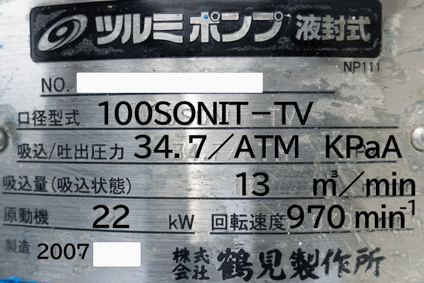 ツルミポンプ 液封式
NP111
NO.
口径型式 100SONIT-TV
吸込/吐出圧力 34.7/ATM KPaA
吸込量(吸込状態) 13 m³/min
原動機 22 kW 回転速度 970 min⁻¹
製造 2007
株式会社 鶴見製作所